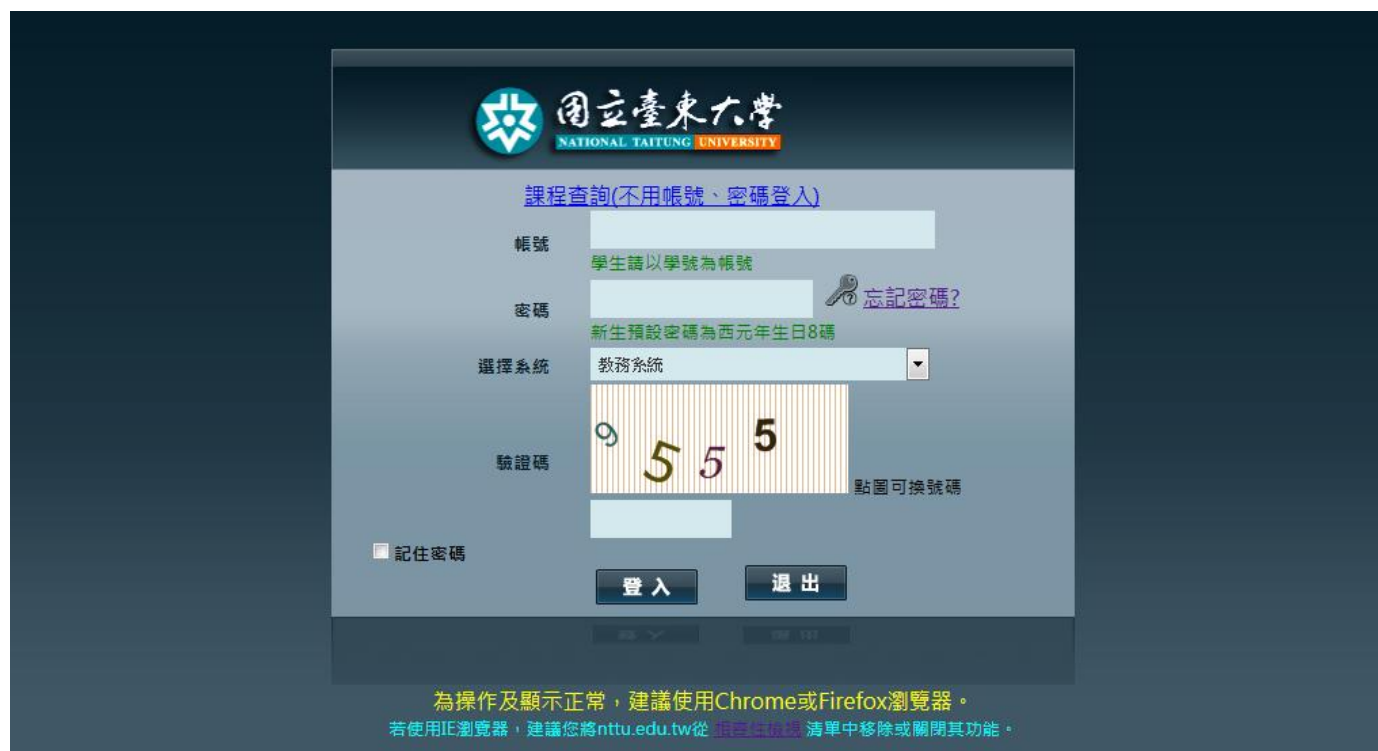 國立臺東大學
NATIONAL TAITUNG UNIVERSITY
課程查詢(不用帳號、密碼登入)
帳號
學生請以學號為帳號
密碼
忘記密碼?
新生預設密碼為西元年生日8碼
選擇系統 教務系統
9 5 5 5
驗證碼
點圖可換號碼
記住密碼
登入 退出
為操作及顯示正常,建議使用Chrome或Firefox瀏覽器。
若使用IE瀏覽器,建議您將nttu.edu.tw從 相容性檢視 清單中移除或關閉其功能。